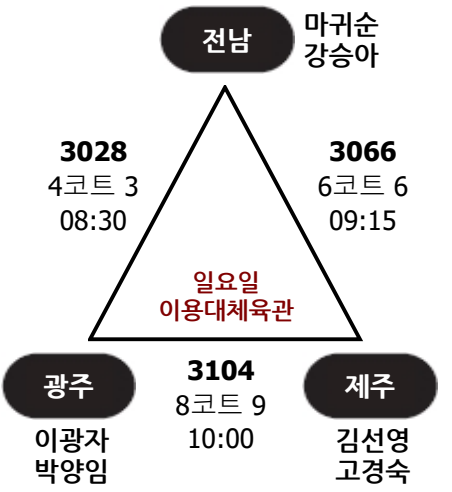 전남
마귀순
강승아
3028
4코트 3
08:30
3066
6코트 6
09:15
일요일
이용대체육관
광주
이광자
박양임
3104
8코트 9
10:00
제주
김선영
고경숙